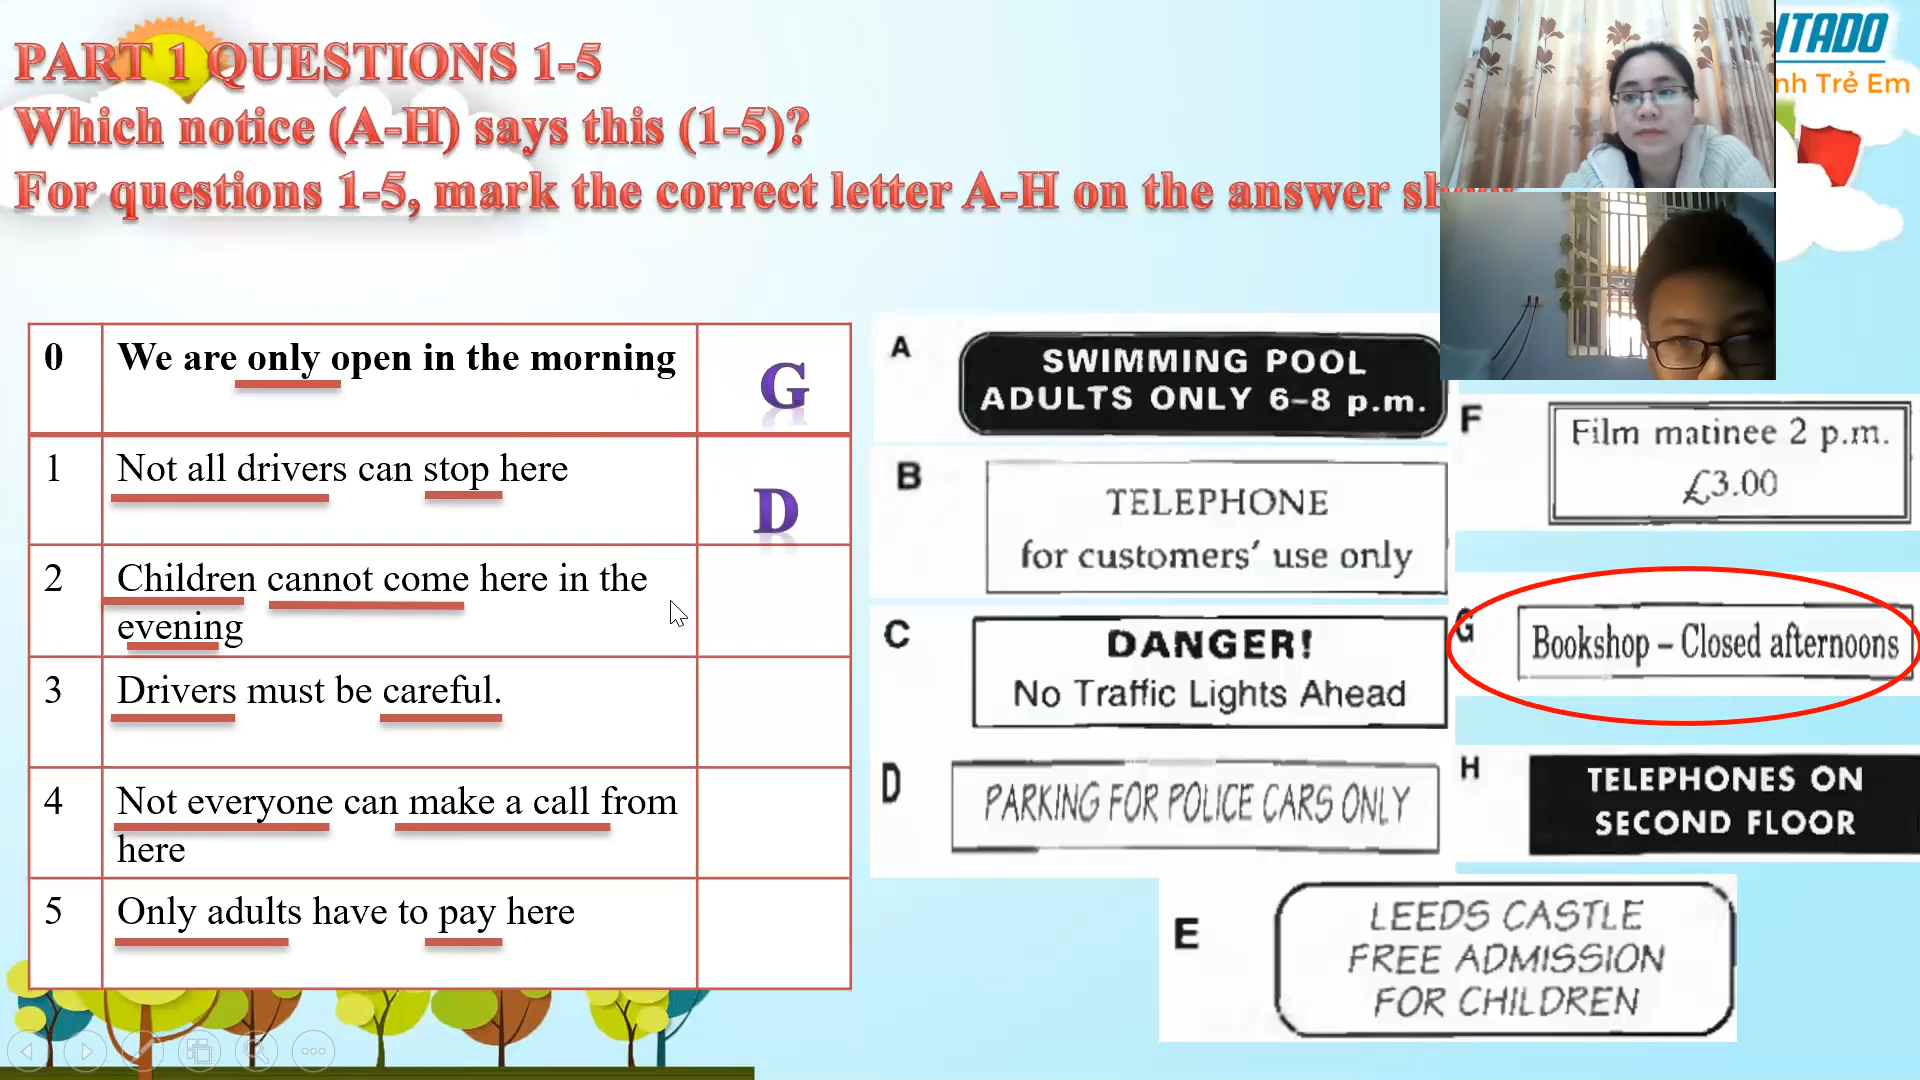 PART 1 QUESTIONS 1-5
Which notice (A-H) says this (1-5)?
For questions 1-5, mark the correct letter A-H on the answer
ITADO
nh Trẻ Em
0 We are only open in the morning G
1 Not all drivers can stop here D
2 Children cannot come here in the
evening
3 Drivers must be careful.
4 Not everyone can make a call from
here
5 Only adults have to pay here
A
SWIMMING POOL
ADULTS ONLY 6–8 p.m.
B
TELEPHONE
for customers' use only
C
DANGER!
No Traffic Lights Ahead
D
PARKING FOR POLICE CARS ONLY
E
LEEDS CASTLE
FREE ADMISSION
FOR CHILDREN
F
Film matinee 2 p.m.
£3.00
G
Bookshop – Closed afternoons
H
TELEPHONES ON
SECOND FLOOR